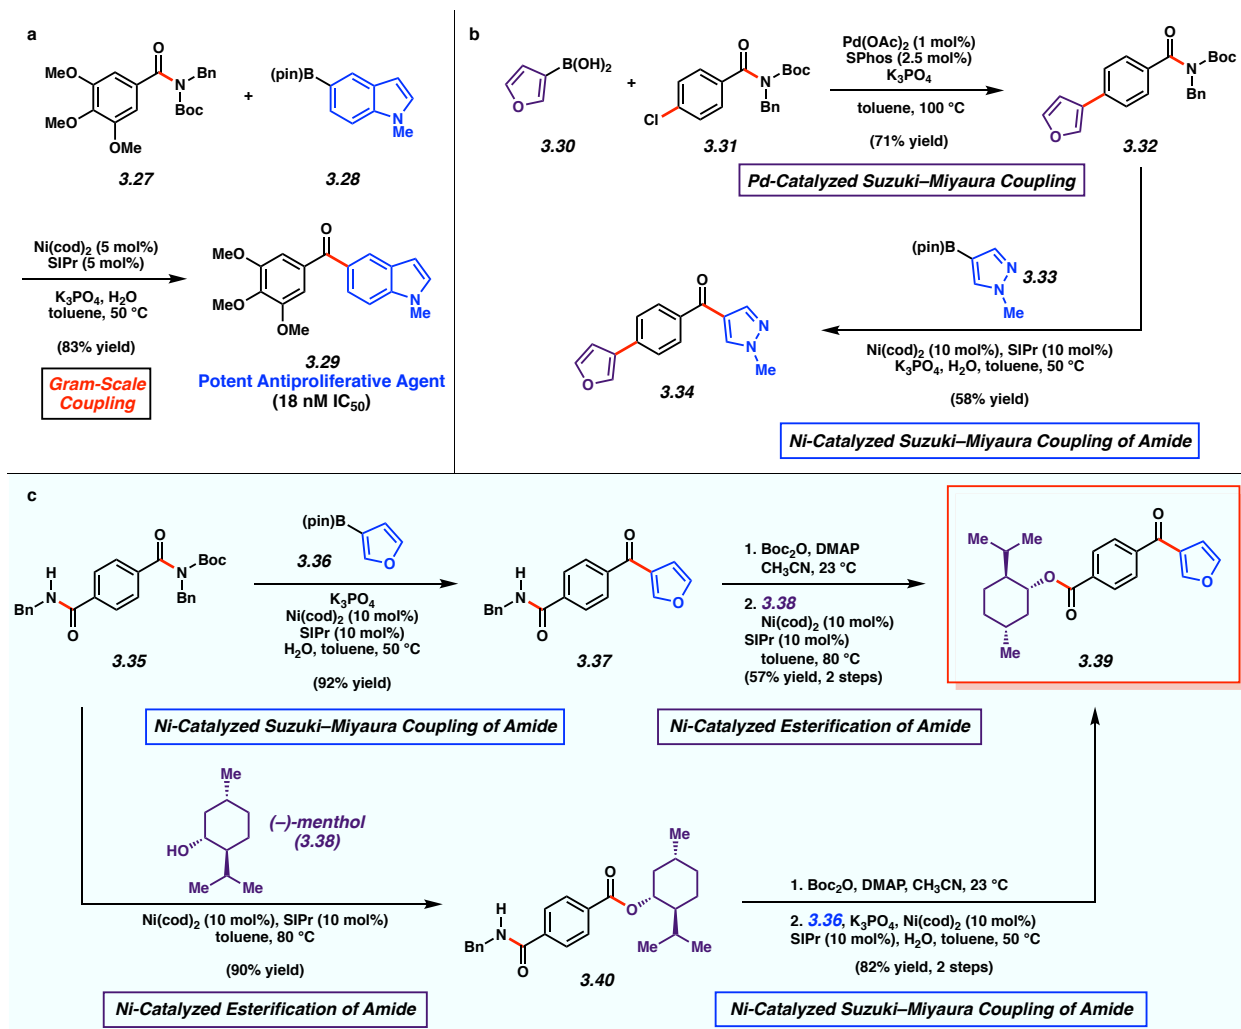 a
MeO
MeO
OMe
O
N
Bn
Boc
3.27
+
(pin)B
N
Me
3.28
Ni(cod)2 (5 mol%)
SIPr (5 mol%)
K3PO4, H2O
toluene, 50 °C
(83% yield)
Gram-Scale
Coupling
MeO
MeO
OMe
O
N
Me
3.29
Potent Antiproliferative Agent
(18 nM IC50)
b
B(OH)2
O
3.30
+
O
N
Boc
Bn
Cl
3.31
Pd(OAc)2 (1 mol%)
SPhos (2.5 mol%)
K3PO4
toluene, 100 °C
(71% yield)
O
N
Boc
Bn
O
3.32
Pd-Catalyzed Suzuki–Miyaura Coupling
(pin)B
N
N
Me
3.33
Ni(cod)2 (10 mol%), SIPr (10 mol%)
K3PO4, H2O, toluene, 50 °C
(58% yield)
O
N
N
Me
O
3.34
Ni-Catalyzed Suzuki–Miyaura Coupling of Amide
c
O
N
Boc
Bn
H
N
Bn
O
3.35
(pin)B
O
3.36
K3PO4
Ni(cod)2 (10 mol%)
SIPr (10 mol%)
H2O, toluene, 50 °C
(92% yield)
O
O
H
N
Bn
O
3.37
1. Boc2O, DMAP
CH3CN, 23 °C
2. 3.38
Ni(cod)2 (10 mol%)
SIPr (10 mol%)
toluene, 80 °C
(57% yield, 2 steps)
Me
Me
O
O
O
O
Me
3.39
Ni-Catalyzed Suzuki–Miyaura Coupling of Amide
Ni-Catalyzed Esterification of Amide
Me
HO
Me
Me
(–)-menthol
(3.38)
Ni(cod)2 (10 mol%), SIPr (10 mol%)
toluene, 80 °C
(90% yield)
Ni-Catalyzed Esterification of Amide
Me
O
O
Me
Me
H
N
Bn
O
3.40
1. Boc2O, DMAP, CH3CN, 23 °C
2. 3.36, K3PO4, Ni(cod)2 (10 mol%)
SIPr (10 mol%), H2O, toluene, 50 °C
(82% yield, 2 steps)
Ni-Catalyzed Suzuki–Miyaura Coupling of Amide